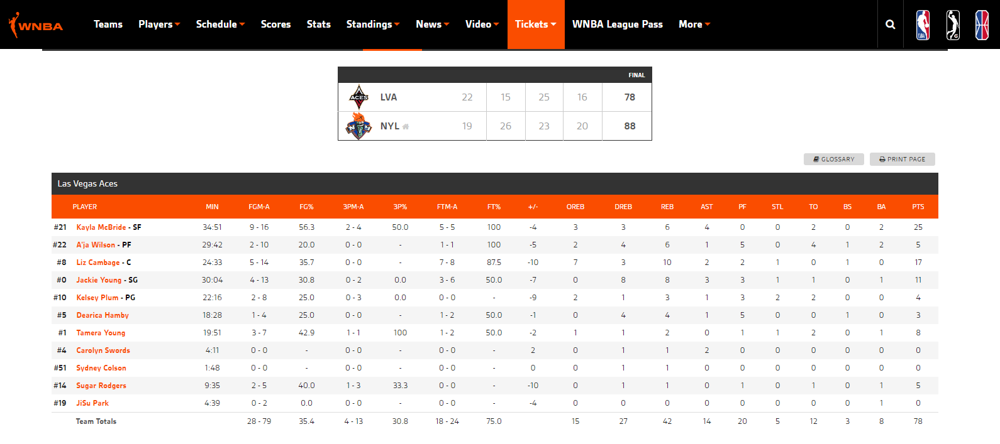 WNBA Teams Players Schedule Scores Stats Standings News Video Tickets WNBA League Pass More
FINAL
ACES LVA 22 15 25 16 78
NYL 19 26 23 20 88
GLOSSARY PRINT PAGE
Las Vegas Aces
PLAYER MIN FGM-A FG% 3PM-A 3P% FTM-A FT% +/- OREB DREB REB AST PF STL TO BS BA PTS
#21 Kayla McBride - SF 34:51 9 - 16 56.3 2 - 4 50.0 5 - 5 100 -4 3 3 6 4 0 0 2 0 2 25
#22 A'ja Wilson - PF 29:42 2 - 10 20.0 0 - 0 - 1 - 1 100 -5 2 4 6 1 5 0 4 1 2 5
#8 Liz Cambage - C 24:33 5 - 14 35.7 0 - 0 - 7 - 8 87.5 -10 7 3 10 2 2 1 0 1 0 17
#0 Jackie Young - SG 30:04 4 - 13 30.8 0 - 2 0.0 3 - 6 50.0 -7 0 8 8 3 3 1 1 0 1 11
#10 Kelsey Plum - PG 22:16 2 - 8 25.0 0 - 3 0.0 0 - 0 - -9 2 1 3 1 3 2 2 0 0 4
#5 Dearica Hamby 18:28 1 - 4 25.0 0 - 0 - 1 - 2 50.0 -1 0 4 4 1 5 0 0 1 0 3
#1 Tamera Young 19:51 3 - 7 42.9 1 - 1 100 1 - 2 50.0 -2 1 1 2 0 1 1 2 0 1 8
#4 Carolyn Swords 4:11 0 - 0 - 0 - 0 - 0 - 0 - 2 0 1 1 2 0 0 0 0 0 0
#51 Sydney Colson 1:48 0 - 0 - 0 - 0 - 0 - 0 - 0 0 1 1 0 0 0 0 0 0 0
#14 Sugar Rodgers 9:35 2 - 5 40.0 1 - 3 33.3 0 - 0 - -10 0 1 1 0 1 0 1 0 1 5
#19 JiSu Park 4:39 0 - 2 0.0 0 - 0 - 0 - 0 - -4 0 0 0 0 0 0 0 0 1 0
Team Totals 28 - 79 35.4 4 - 13 30.8 18 - 24 75.0 15 27 42 14 20 5 12 3 8 78